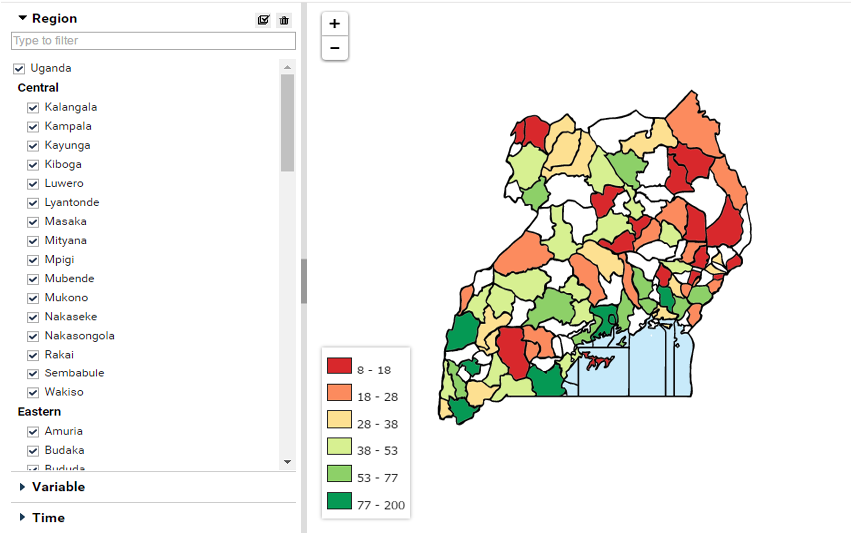 Region
Type to filter
Uganda
Central
Kalangala
Kampala
Kayunga
Kiboga
Luwero
Lyantonde
Masaka
Mityana
Mpigi
Mubende
Mukono
Nakaseke
Nakasongola
Rakai
Sembabule
Wakiso
Eastern
Amuria
Budaka
Bududa
Variable
Time
+
−
8 - 18
18 - 28
28 - 38
38 - 53
53 - 77
77 - 200